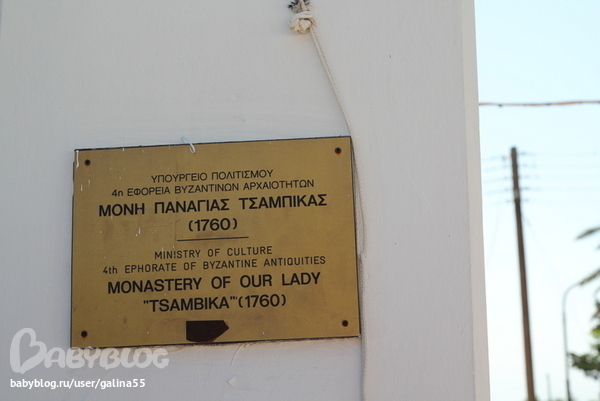 ΥΠΟΥΡΓΕΙΟ ΠΟΛΙΤΙΣΜΟΥ
4η ΕΦΟΡΕΙΑ ΒΥΖΑΝΤΙΝΩΝ ΑΡΧΑΙΟΤΗΤΩΝ
ΜΟΝΗ ΠΑΝΑΓΙΑΣ ΤΣΑΜΠΙΚΑΣ
(1760)
MINISTRY OF CULTURE
4th EPHORATE OF BYZANTINE ANTIQUITIES
MONASTERY OF OUR LADY
"TSAMBIKA" (1760)
BABYBLOG
babyblog.ru/user/galina55